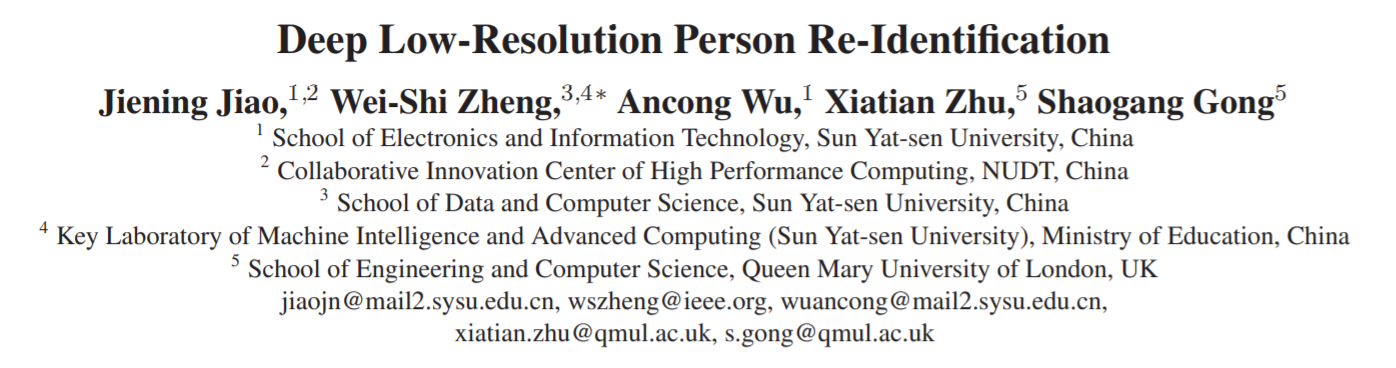 Deep Low-Resolution Person Re-Identification
Jiening Jiao,1,2 Wei-Shi Zheng,3,4* Ancong Wu,1 Xiatian Zhu,5 Shaogang Gong5
1 School of Electronics and Information Technology, Sun Yat-sen University, China
2 Collaborative Innovation Center of High Performance Computing, NUDT, China
3 School of Data and Computer Science, Sun Yat-sen University, China
4 Key Laboratory of Machine Intelligence and Advanced Computing (Sun Yat-sen University), Ministry of Education, China
5 School of Engineering and Computer Science, Queen Mary University of London, UK
jiaojn@mail2.sysu.edu.cn, wszheng@ieee.org, wuancong@mail2.sysu.edu.cn,
xiatian.zhu@qmul.ac.uk, s.gong@qmul.ac.uk